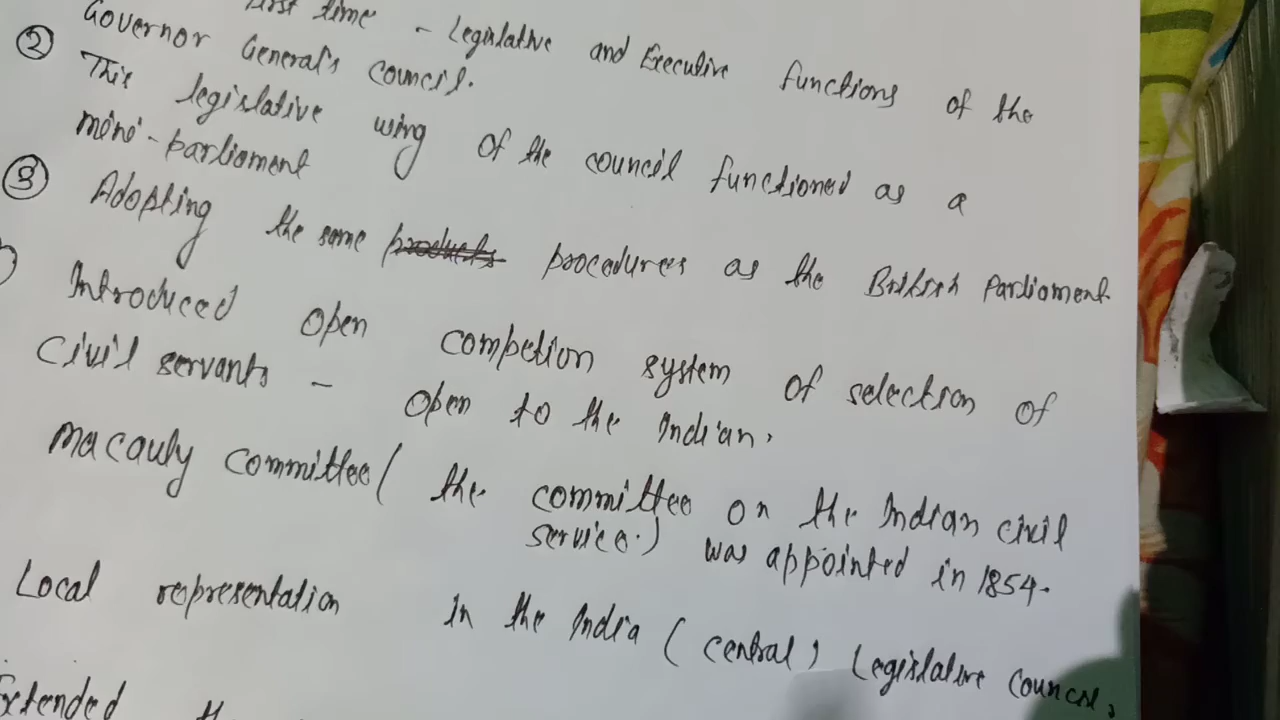 First time - Legislative and Executive functions of the
Governor General's council.
② This legislative wing of the council functioned as a
mini-parliament
③ Adopting the same products procedures as the British Parliament
Introduced open competion system of selection of
civil servants - open to the Indian.
Macauly committee ( the committee on the Indian civil
service.) was appointed in 1854.
Local representation in the India (central) Legislative council,
Extended